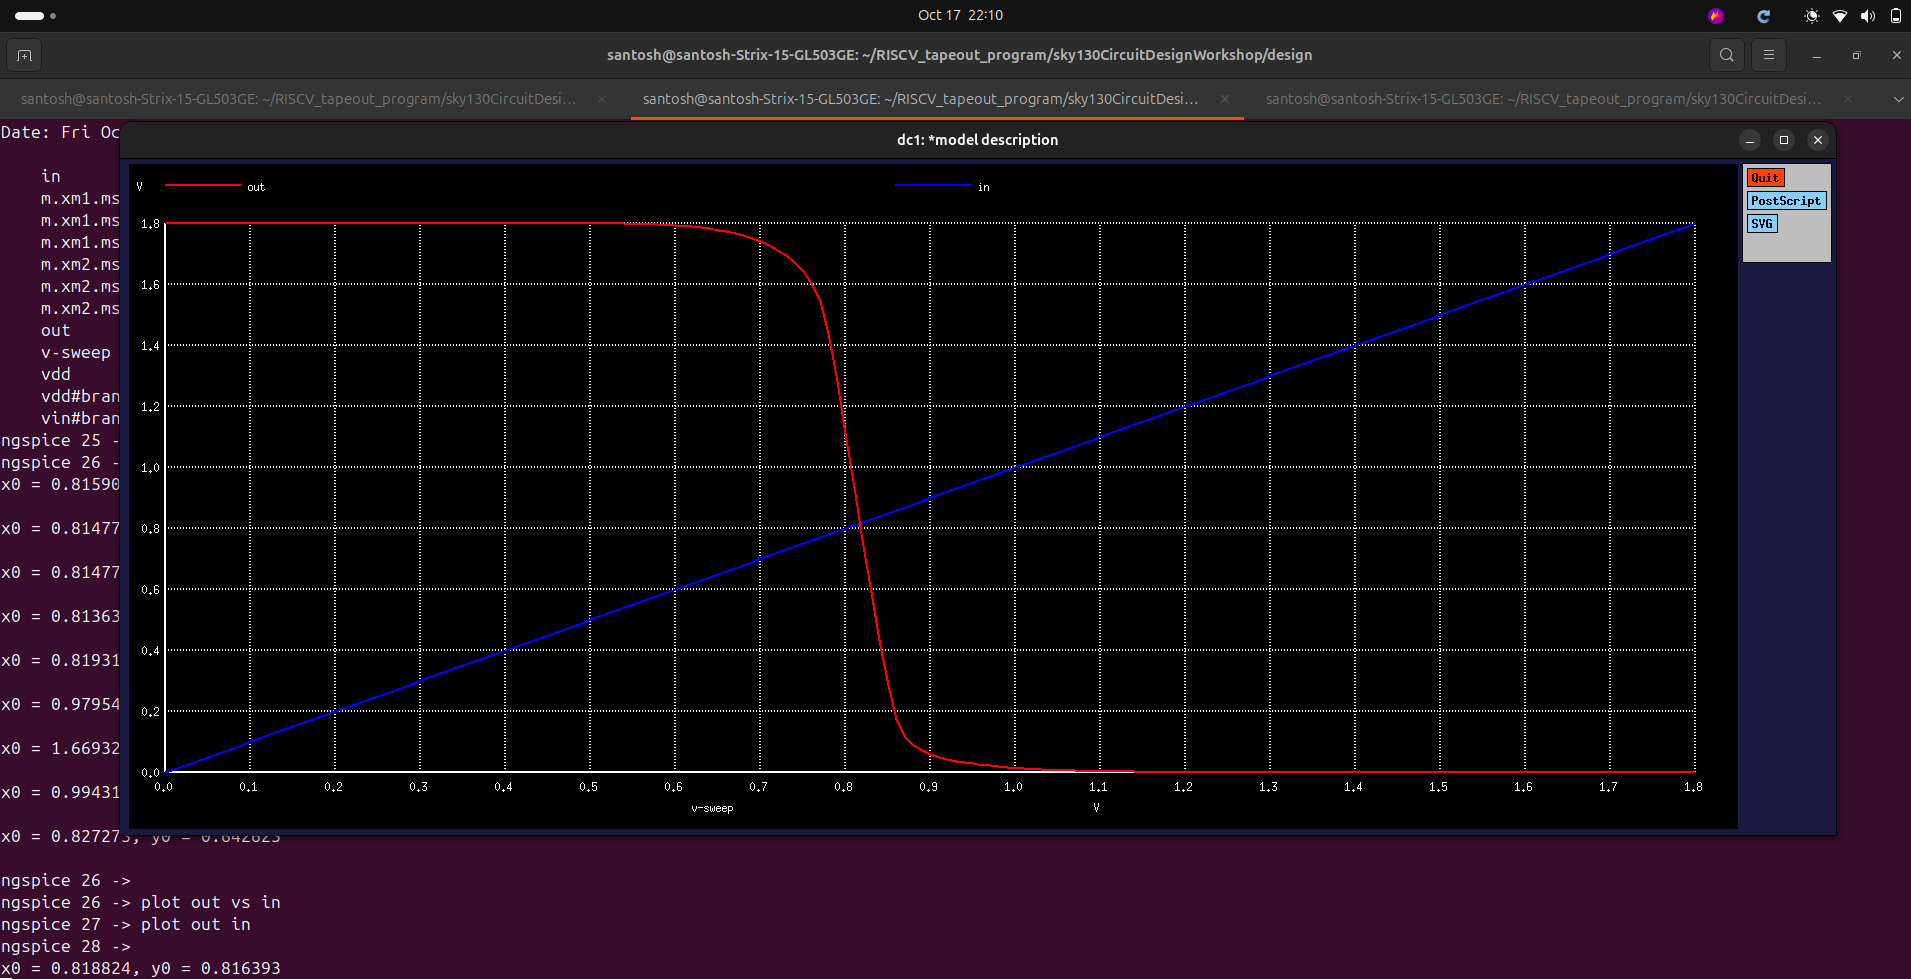 Oct 17 22:10
santosh@santosh-Strix-15-GL503GE: ~/RISCV_tapeout_program/sky130CircuitDesignWorkshop/design
santosh@santosh-Strix-15-GL503GE: ~/RISCV_tapeout_program/sky130CircuitDesi...
santosh@santosh-Strix-15-GL503GE: ~/RISCV_tapeout_program/sky130CircuitDesi...
santosh@santosh-Strix-15-GL503GE: ~/RISCV_tapeout_program/sky130CircuitDesi...
Date: Fri Oc
in
m.xm1.ms
m.xm1.ms
m.xm1.ms
m.xm2.ms
m.xm2.ms
m.xm2.ms
out
v-sweep
vdd
vdd#bran
vin#bran
ngspice 25 -
ngspice 26 -
x0 = 0.81590
x0 = 0.81477
x0 = 0.81477
x0 = 0.81363
x0 = 0.81931
x0 = 0.97954
x0 = 1.66932
x0 = 0.99431
x0 = 0.827273, y0 = 0.642623
ngspice 26 ->
ngspice 26 -> plot out vs in
ngspice 27 -> plot out in
ngspice 28 ->
x0 = 0.818824, y0 = 0.816393
dc1: *model description
V
out
in
Quit
PostScript
SVG
1.8
1.6
1.4
1.2
1.0
0.8
0.6
0.4
0.2
0.0
0.0 0.1 0.2 0.3 0.4 0.5 0.6 0.7 0.8 0.9 1.0 1.1 1.2 1.3 1.4 1.5 1.6 1.7 1.8
v-sweep V